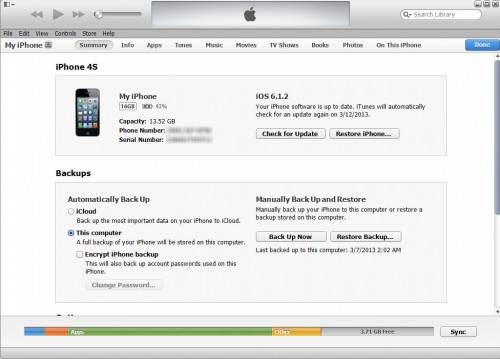 Search Library
File Edit View Controls Store Help
My iPhone Summary Info Apps Tones Music Movies TV Shows Books Photos On This iPhone Done
iPhone 4S
My iPhone
16GB 93%
Capacity: 13.52 GB
Phone Number:
Serial Number:
iOS 6.1.2
Your iPhone software is up to date. iTunes will automatically
check for an update again on 3/12/2013.
Check for Update Restore iPhone...
Backups
Automatically Back Up
iCloud
Back up the most important data on your iPhone to iCloud.
This computer
A full backup of your iPhone will be stored on this computer.
Encrypt iPhone backup
This will also back up account passwords used on this
iPhone.
Change Password...
Manually Back Up and Restore
Manually back up your iPhone to this computer or restore a
backup stored on this computer.
Back Up Now Restore Backup...
Last backed up to this computer: 3/7/2013 2:02 AM
Apps Other 3.71 GB Free Sync